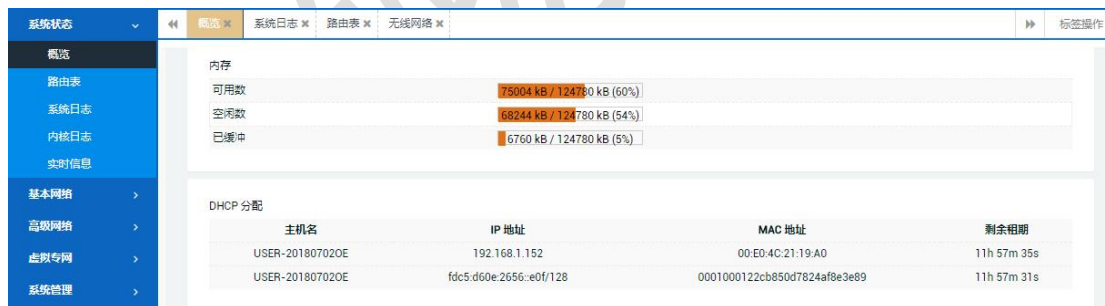 系统状态
概览
路由表
系统日志
内核日志
实时信息
基本网络
高级网络
虚拟专网
系统管理
概览 系统日志 路由表 无线网络 标签操作
内存
可用数 75004 kB / 124780 kB (60%)
空闲数 68244 kB / 124780 kB (54%)
已缓冲 6760 kB / 124780 kB (5%)
DHCP 分配
主机名 IP 地址 MAC 地址 剩余租期
USER-20180702OE 192.168.1.152 00:E0:4C:21:19:A0 11h 57m 35s
USER-20180702OE fdc5:d60e:2656::e0f/128 0001000122cb850d7824af8e3e89 11h 57m 31s